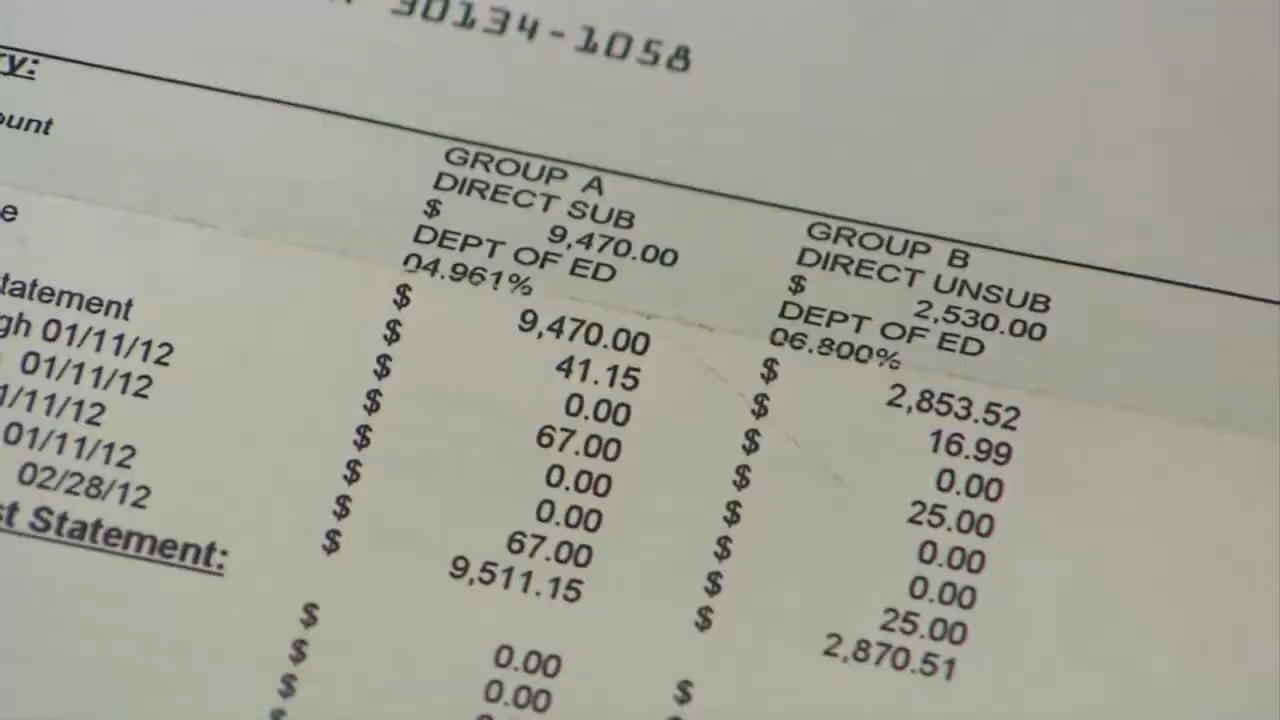 30134-1058
ry:
ount
GROUP A
DIRECT SUB
$ 9,470.00
DEPT OF ED
04.961%
$ 9,470.00
$ 41.15
$ 0.00
$ 67.00
$ 0.00
$ 0.00
$ 67.00
$ 9,511.15
$ 0.00
$ 0.00
$
$
GROUP B
DIRECT UNSUB
$ 2,530.00
DEPT OF ED
06.800%
$ 2,853.52
$ 16.99
$ 0.00
$ 25.00
$ 0.00
$ 0.00
$ 25.00
$ 2,870.51
$
$
e
tatement
gh 01/11/12
01/11/12
1/11/12
01/11/12
02/28/12
st Statement: